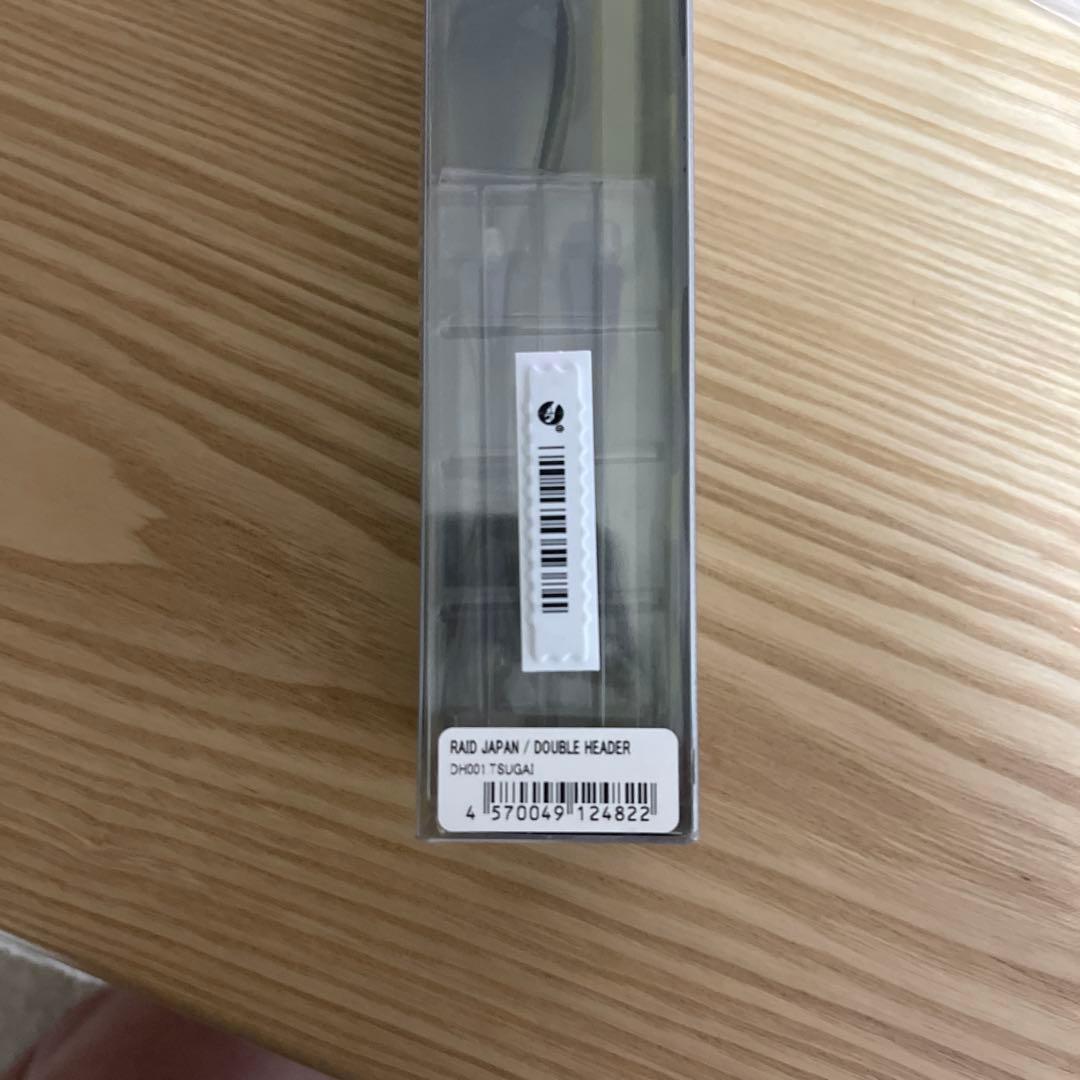 RAID JAPAN / DOUBLE HEADER
DH001 TSUGAI
4 570049 124822